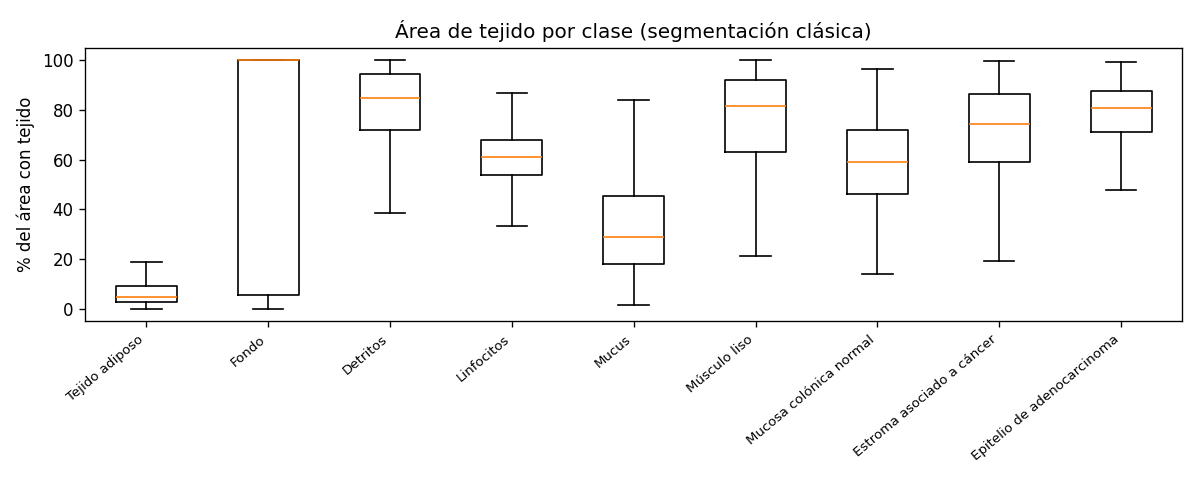 Área de tejido por clase (segmentación clásica)
% del área con tejido
100
80
60
40
20
0
Tejido adiposo
Fondo
Detritos
Linfocitos
Mucus
Músculo liso
Mucosa colónica normal
Estroma asociado a cáncer
Epitelio de adenocarcinoma